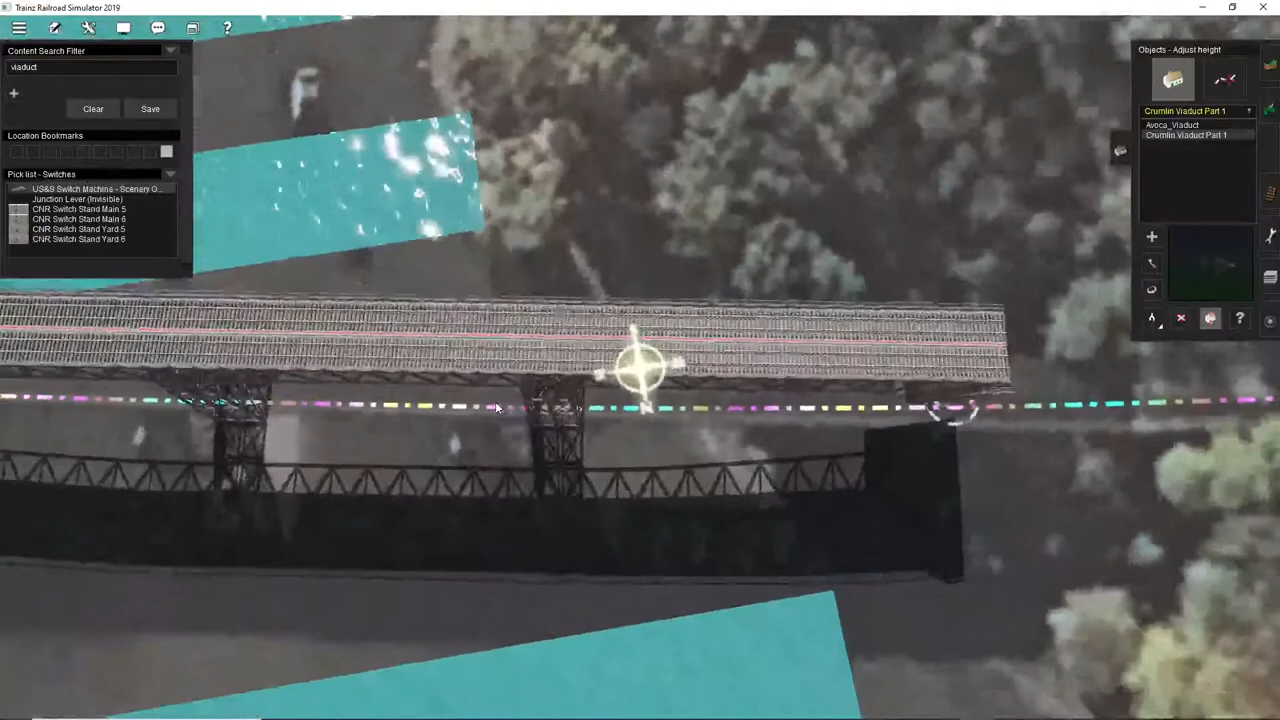 Trainz Railroad Simulator 2019
Content Search Filter
viaduct
Clear
Save
Location Bookmarks
Pick list - Switches
US&S Switch Machine - Scenery O...
Junction Lever (Invisible)
CNR Switch Stand Main 5
CNR Switch Stand Main 6
CNR Switch Stand Yard 5
CNR Switch Stand Yard 6
Objects - Adjust height
Crumlin Viaduct Part 1
Avoca_Viaduct
Crumlin Viaduct Part 1